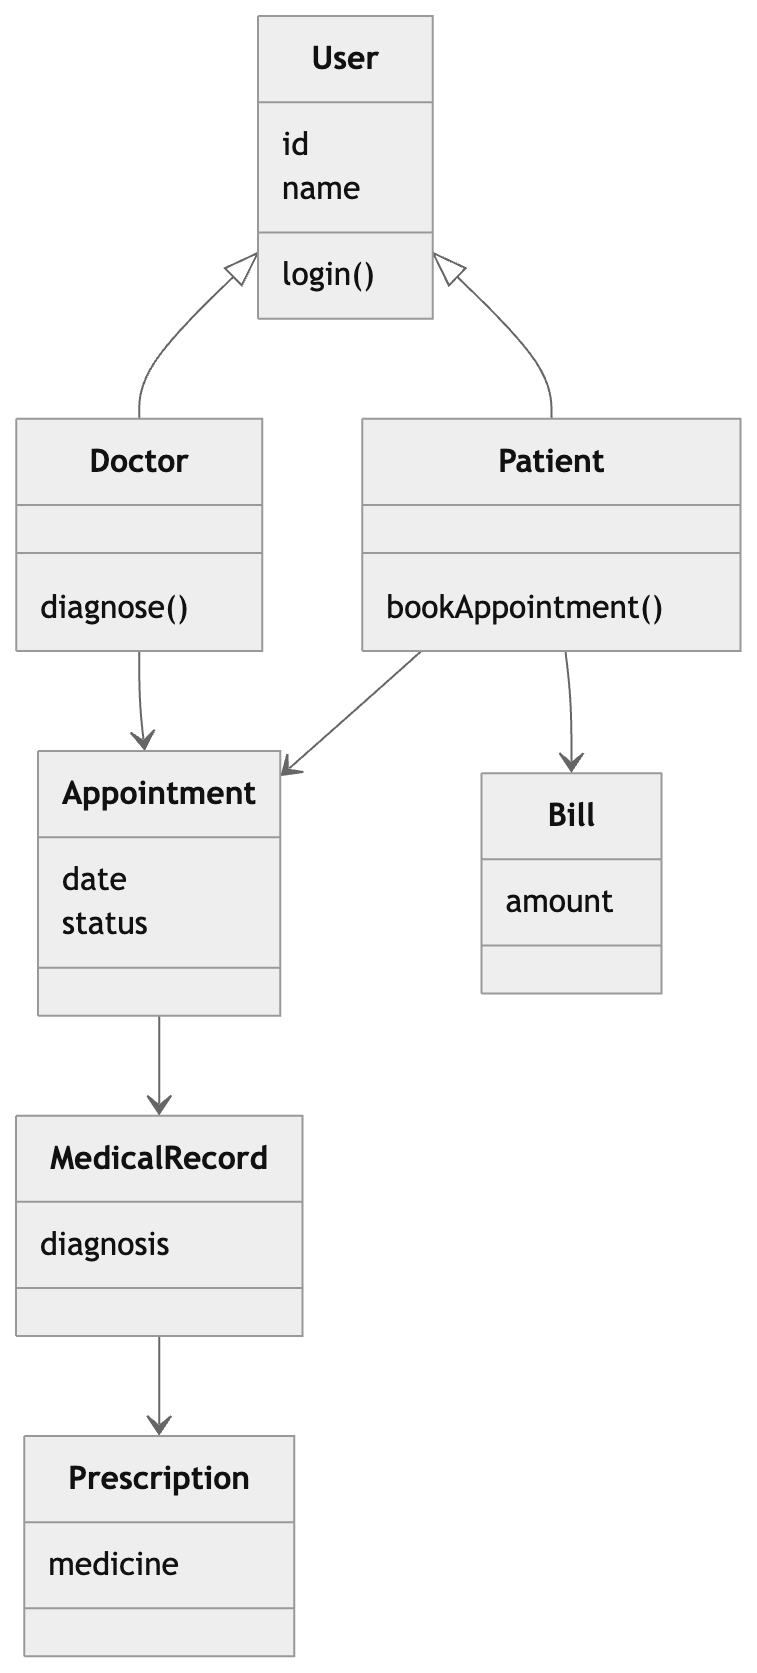 User
id
name
login()
Doctor
diagnose()
Patient
bookAppointment()
Appointment
date
status
Bill
amount
MedicalRecord
diagnosis
Prescription
medicine